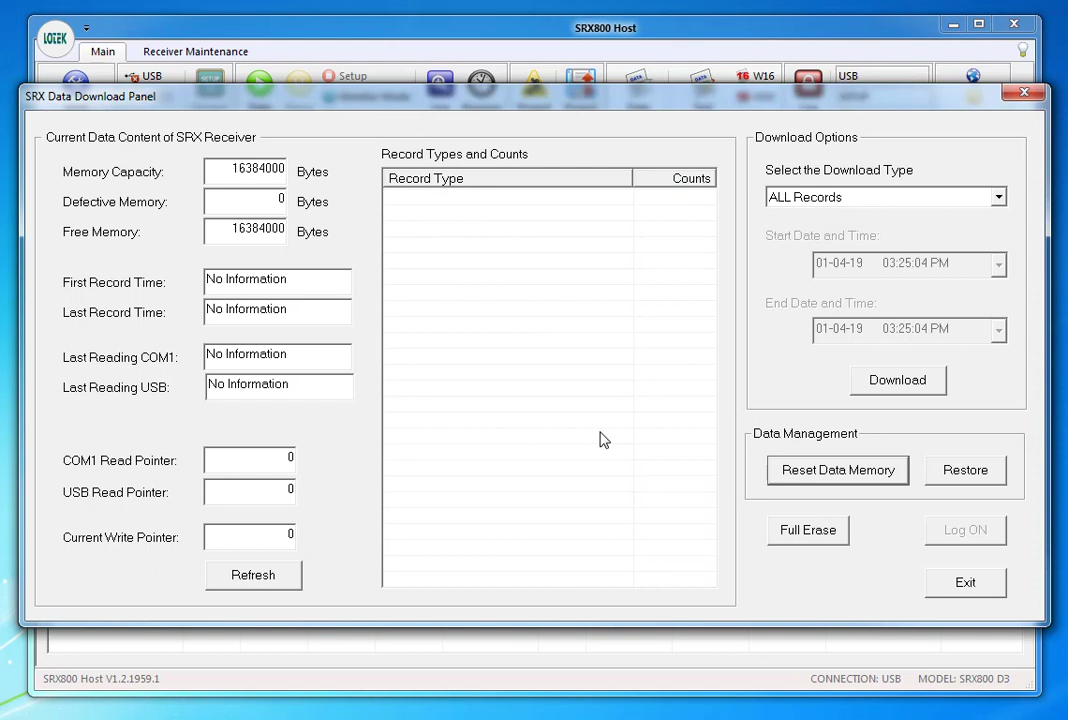 SRX800 Host
LOTEK
Main Receiver Maintenance
USB Setup W16 USB
SRX Data Download Panel
Current Data Content of SRX Receiver
Memory Capacity: 16384000 Bytes
Defective Memory: 0 Bytes
Free Memory: 16384000 Bytes
First Record Time: No Information
Last Record Time: No Information
Last Reading COM1: No Information
Last Reading USB: No Information
COM1 Read Pointer: 0
USB Read Pointer: 0
Current Write Pointer: 0
Refresh
Record Types and Counts
Record Type Counts
Download Options
Select the Download Type
ALL Records
Start Date and Time:
01-04-19 03:25:04 PM
End Date and Time:
01-04-19 03:25:04 PM
Download
Data Management
Reset Data Memory Restore
Full Erase Log ON
Exit
SRX800 Host V1.2.1959.1 CONNECTION: USB MODEL: SRX800 D3